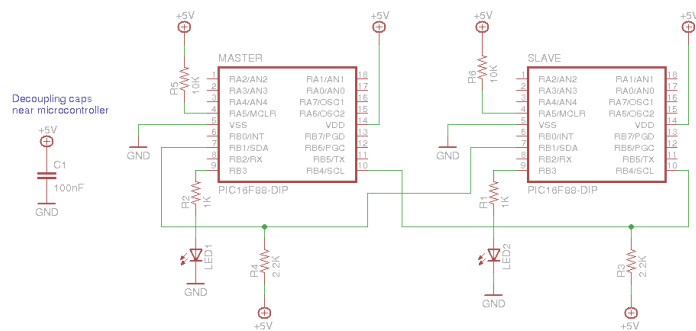 +5V
+5V
+5V
+5V
MASTER
SLAVE
R5
10K
R6
10K
1 RA2/AN2 RA1/AN1 18
2 RA3/AN3 RA0/AN0 17
3 RA4/AN4 RA7/OSC1 16
4 RA5/MCLR RA6/OSC2 15
5 VSS VDD 14
6 RB0/INT RB7/PGD 13
7 RB1/SDA RB6/PGC 12
8 RB2/RX RB5/TX 11
9 RB3 RB4/SCL 10
PIC16F88-DIP
1 RA2/AN2 RA1/AN1 18
2 RA3/AN3 RA0/AN0 17
3 RA4/AN4 RA7/OSC1 16
4 RA5/MCLR RA6/OSC2 15
5 VSS VDD 14
6 RB0/INT RB7/PGD 13
7 RB1/SDA RB6/PGC 12
8 RB2/RX RB5/TX 11
9 RB3 RB4/SCL 10
PIC16F88-DIP
Decoupling caps
near microcontroller
+5V
C1
100nF
GND
GND
GND
R2
1K
R1
1K
LED1
LED2
R4
2.2K
R3
2.2K
GND
GND
+5V
+5V